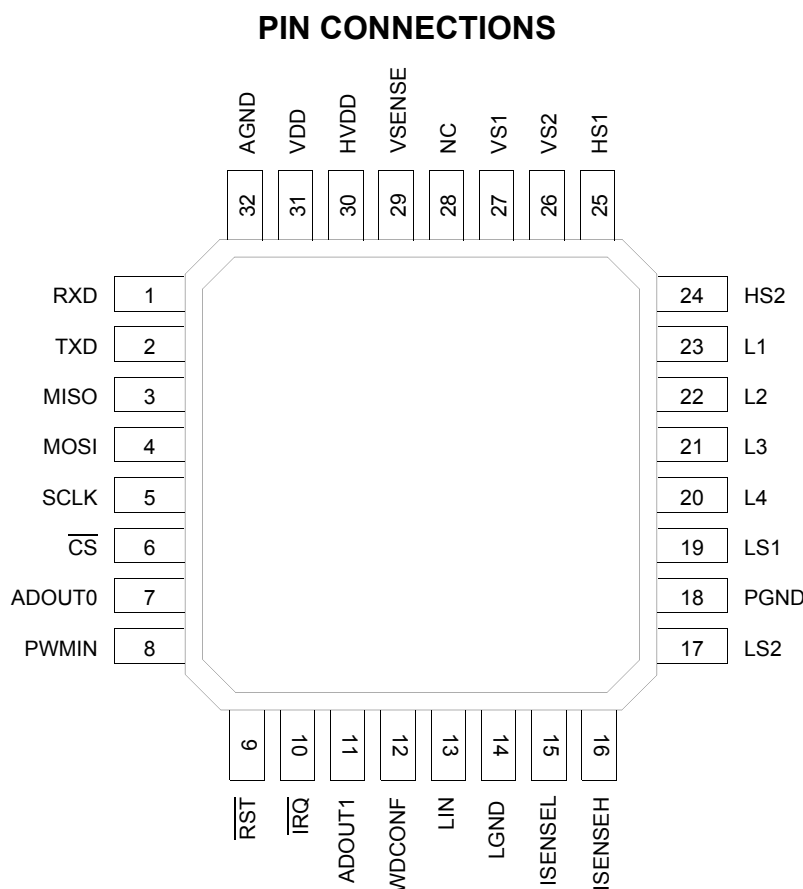 PIN CONNECTIONS
AGND
VDD
HVDD
VSENSE
NC
VS1
VS2
HS1
32
31
30
29
28
27
26
25
RXD 1
TXD 2
MISO 3
MOSI 4
SCLK 5
CS 6
ADOUT0 7
PWMIN 8
24 HS2
23 L1
22 L2
21 L3
20 L4
19 LS1
18 PGND
17 LS2
9
10
11
12
13
14
15
16
RST
IRQ
ADOUT1
WDCONF
LIN
LGND
ISENSEL
ISENSEH